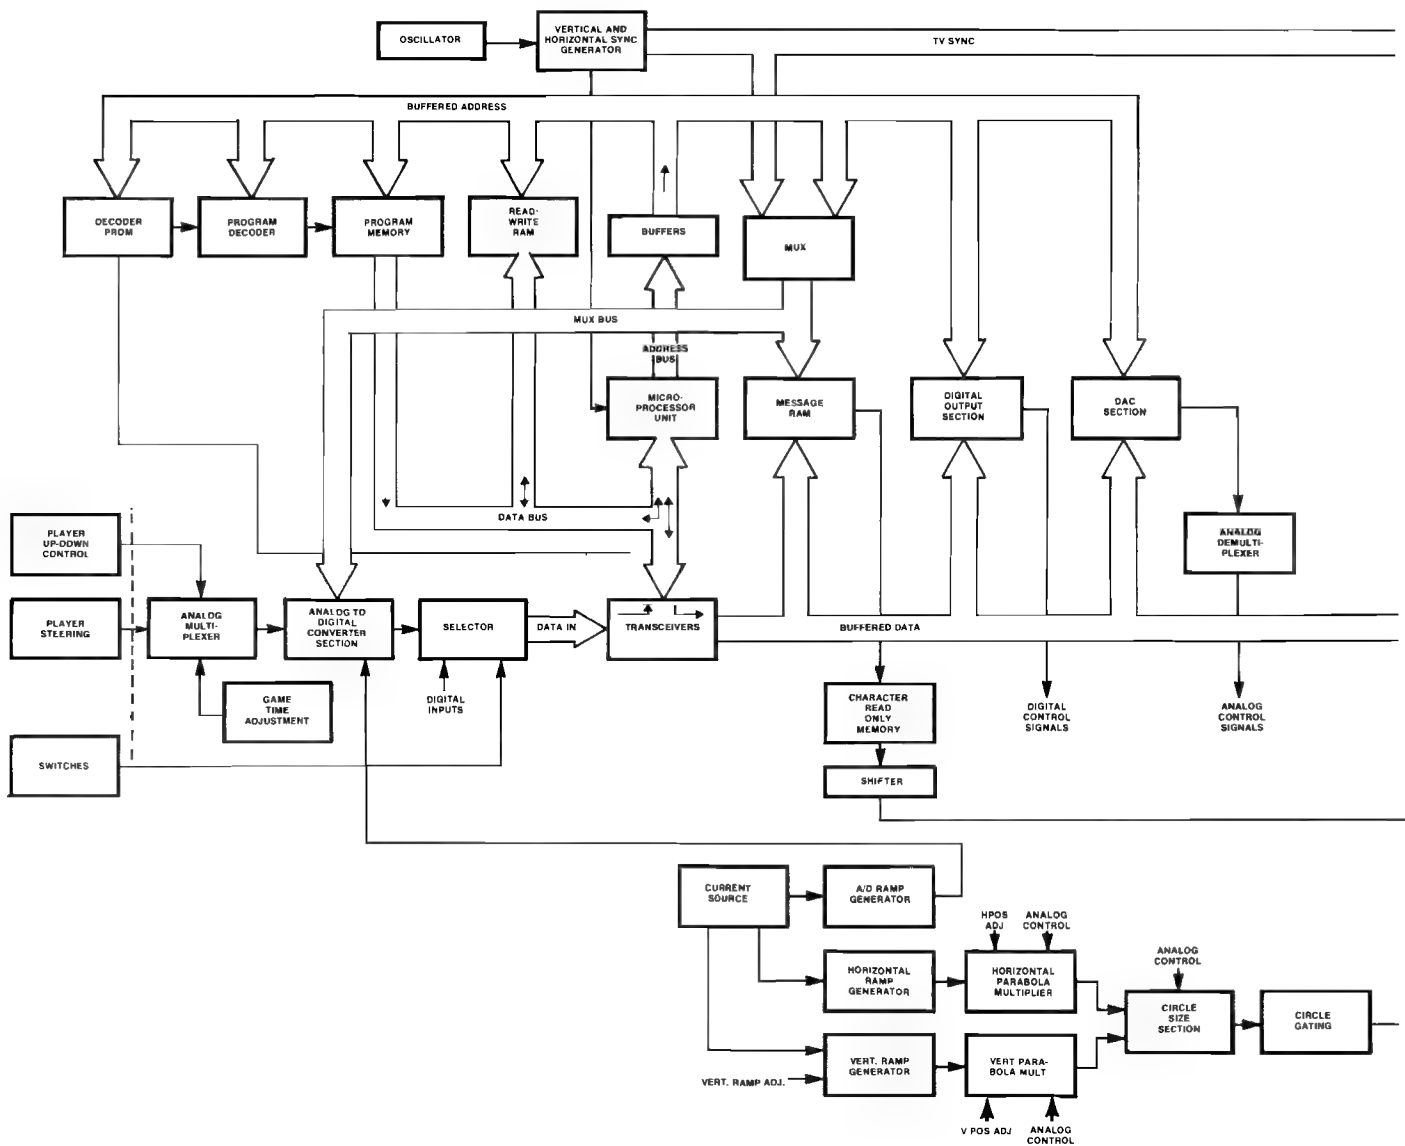 OSCILLATOR
VERTICAL AND
HORIZONTAL SYNC
GENERATOR
TV SYNC
BUFFERED ADDRESS
DECODER
PROM
PROGRAM
DECODER
PROGRAM
MEMORY
READ-
WRITE
RAM
BUFFERS
MUX
MUX BUS
ADDRESS
BUS
MICRO-
PROCESSOR
UNIT
MESSAGE
RAM
DIGITAL
OUTPUT
SECTION
DAC
SECTION
DATA BUS
PLAYER
UP-DOWN
CONTROL
ANALOG
DEMULTI-
PLEXER
PLAYER
STEERING
ANALOG
MULTI-
PLEXER
ANALOG TO
DIGITAL
CONVERTER
SECTION
SELECTOR
DATA IN
TRANSCEIVERS
BUFFERED DATA
GAME
TIME
ADJUSTMENT
DIGITAL
INPUTS
CHARACTER
READ
ONLY
MEMORY
DIGITAL
CONTROL
SIGNALS
ANALOG
CONTROL
SIGNALS
SWITCHES
SHIFTER
CURRENT
SOURCE
A/D RAMP
GENERATOR
HPOS
ADJ
ANALOG
CONTROL
HORIZONTAL
RAMP
GENERATOR
HORIZONTAL
PARABOLA
MULTIPLIER
ANALOG
CONTROL
CIRCLE
SIZE
SECTION
CIRCLE
GATING
VERT. RAMP
GENERATOR
VERT PARA-
BOLA MULT
VERT. RAMP ADJ.
V POS ADJ
ANALOG
CONTROL